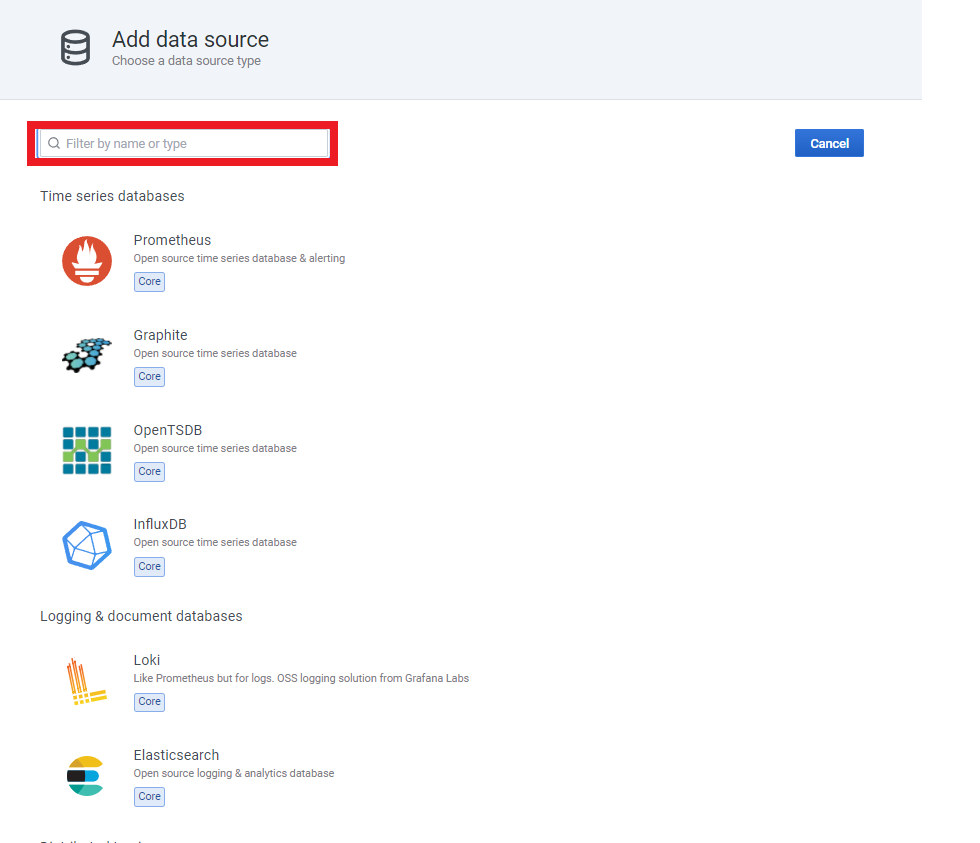 Add data source
Choose a data source type
Filter by name or type
Cancel
Time series databases
Prometheus
Open source time series database & alerting
Core
Graphite
Open source time series database
Core
OpenTSDB
Open source time series database
Core
InfluxDB
Open source time series database
Core
Logging & document databases
Loki
Like Prometheus but for logs. OSS logging solution from Grafana Labs
Core
Elasticsearch
Open source logging & analytics database
Core